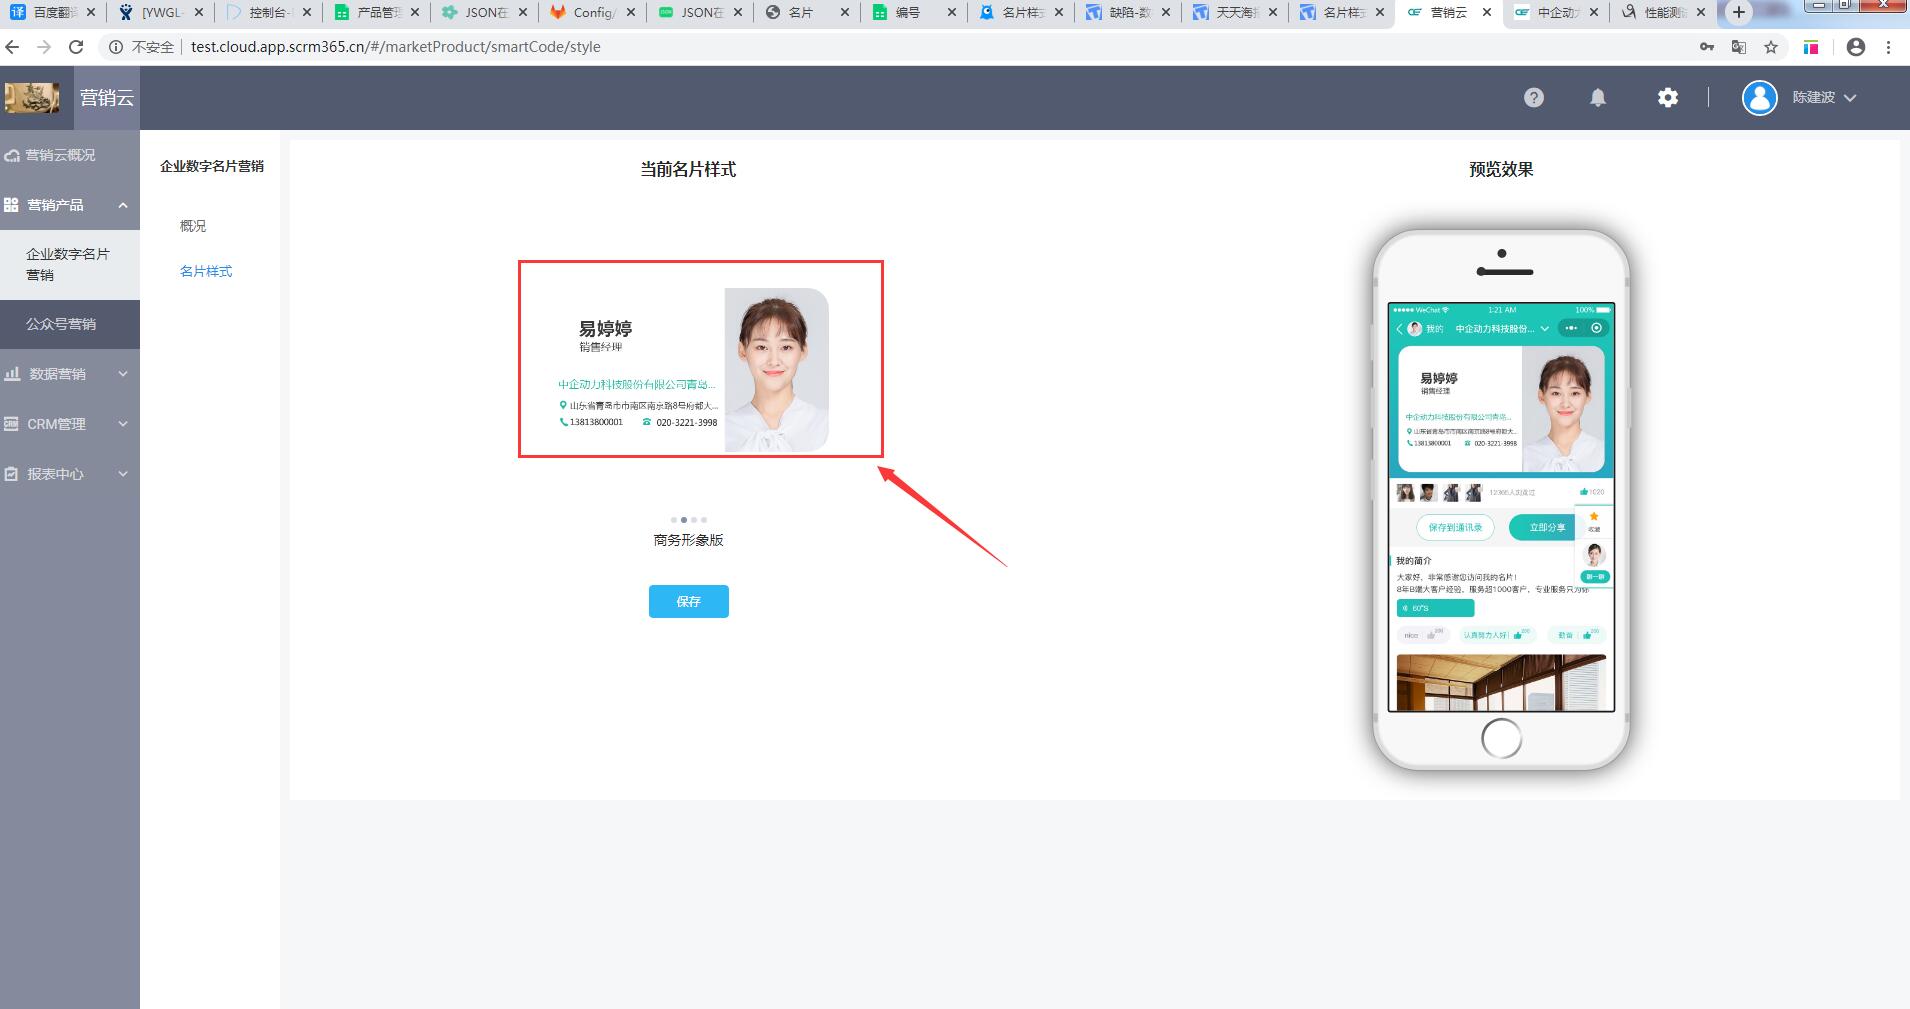 百度翻译
[YWGL-
控制台-
产品管理
JSON在
Config/
JSON在
名片
编号
名片样式
缺陷-数
天天海报
名片样式
营销云
中企动力
性能测试
不安全
test.cloud.app.scrm365.cn/#/marketProduct/smartCode/style
营销云
陈建波
营销云概况
营销产品
企业数字名片
营销
公众号营销
数据营销
CRM管理
报表中心
企业数字名片营销
概况
名片样式
当前名片样式
易婷婷
销售经理
中企动力科技股份有限公司青岛...
山东省青岛市市南区南京路8号府都大...
13813800001 020-3221-3998
商务形象版
保存
预览效果
WeChat 1:21 AM 100%
我的 中企动力科技股份...
易婷婷
销售经理
中企动力科技股份有限公司青岛...
山东省青岛市市南区南京路8号府都大...
13813800001 020-3221-3998
12365人浏览过 1020
保存到通讯录 立即分享
收藏
聊一聊
我的简介
大家好，非常感谢您访问我的名片！
8年B端大客户经验，服务超1000客户，专业服务只为你
60"S
nice 200 认真努力人好 200 勤奋 200